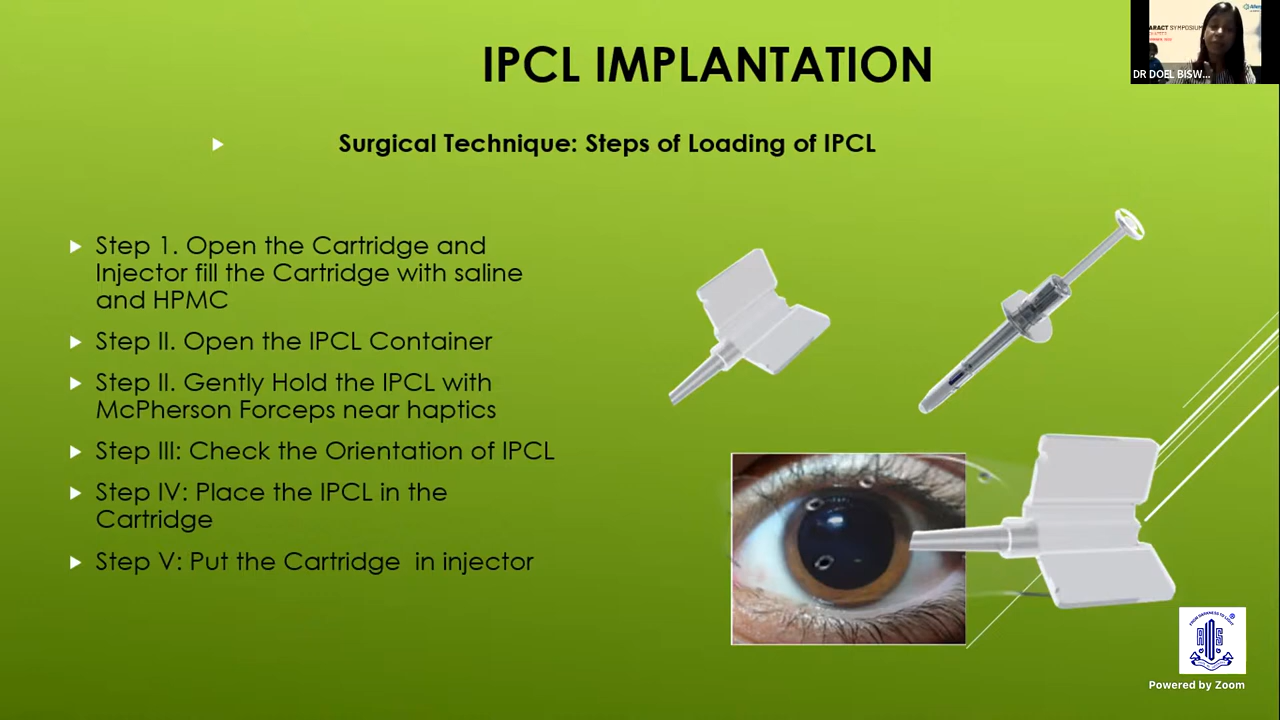 IPCL IMPLANTATION
Surgical Technique: Steps of Loading of IPCL
Step 1. Open the Cartridge and
Injector fill the Cartridge with saline
and HPMC
Step II. Open the IPCL Container
Step II. Gently Hold the IPCL with
McPherson Forceps near haptics
Step III: Check the Orientation of IPCL
Step IV: Place the IPCL in the
Cartridge
Step V: Put the Cartridge in injector
ARACT SYMPOSIUM
DR DOEL BISW...
Powered by Zoom